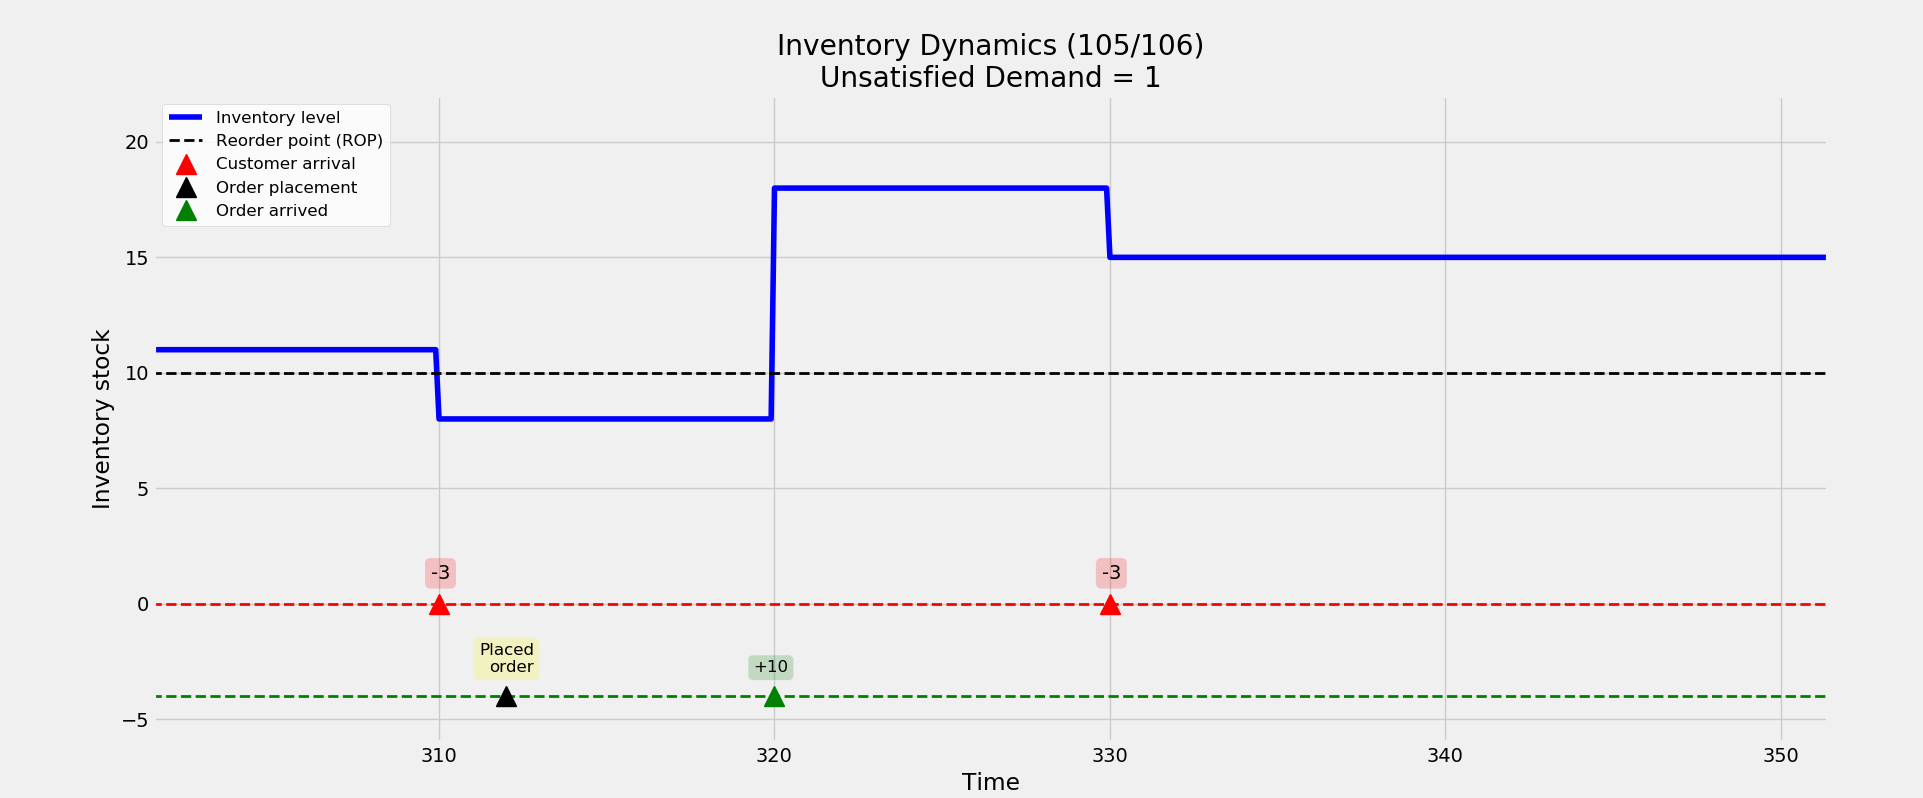 Inventory Dynamics (105/106)
Unsatisfied Demand = 1
Inventory level
Reorder point (ROP)
Customer arrival
Order placement
Order arrived
Inventory stock
20
15
10
5
0
−5
-3
-3
Placed
order
+10
310
320
330
340
350
Time